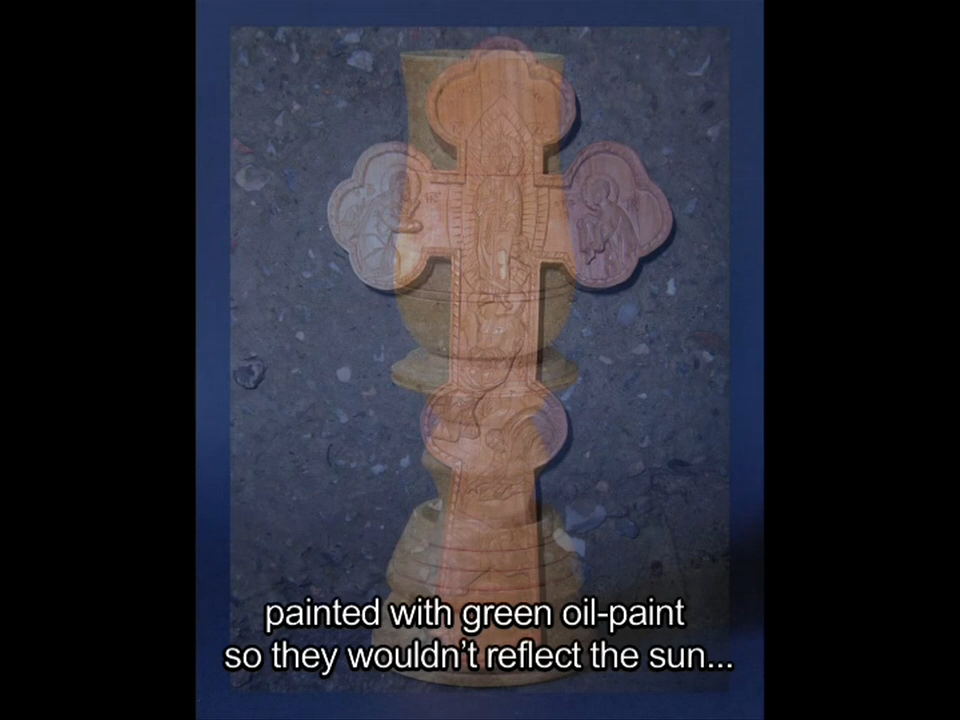 painted with green oil-paint
so they wouldn't reflect the sun...